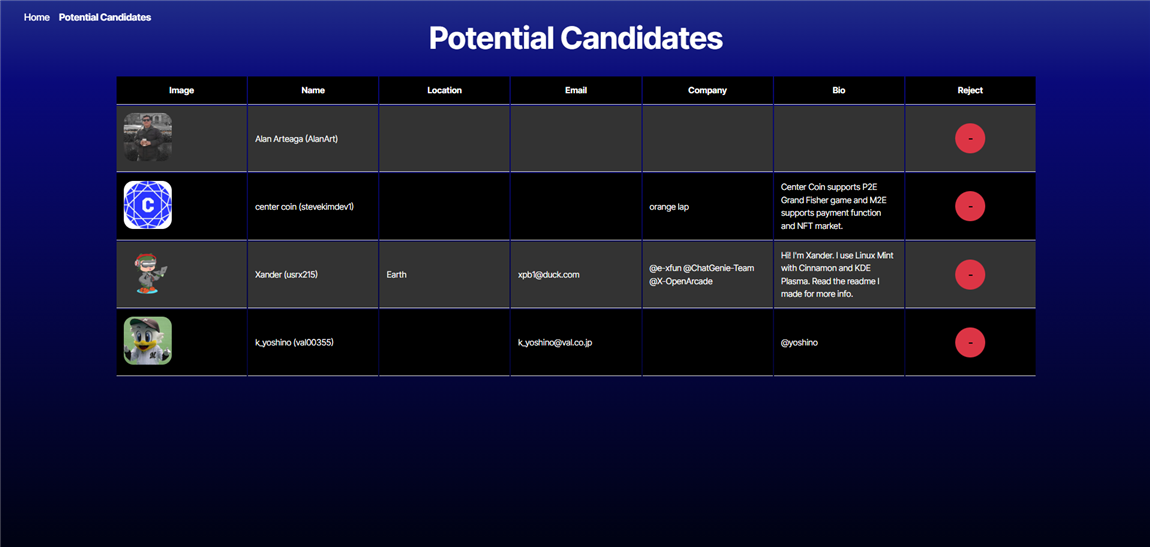 Home Potential Candidates
Potential Candidates
Image Name Location Email Company Bio Reject
Alan Arteaga (AlanArt) -
C
center coin (stevekimdev1) orange lap
Center Coin supports P2E
Grand Fisher game and M2E
supports payment function
and NFT market.
-
Xander (usrx215) Earth xpb1@duck.com
@e-xfun @ChatGenie-Team
@X-OpenArcade
Hi! I'm Xander. I use Linux Mint
with Cinnamon and KDE
Plasma. Read the readme I
made for more info.
-
k_yoshino (val00355) k_yoshino@val.co.jp @yoshino -